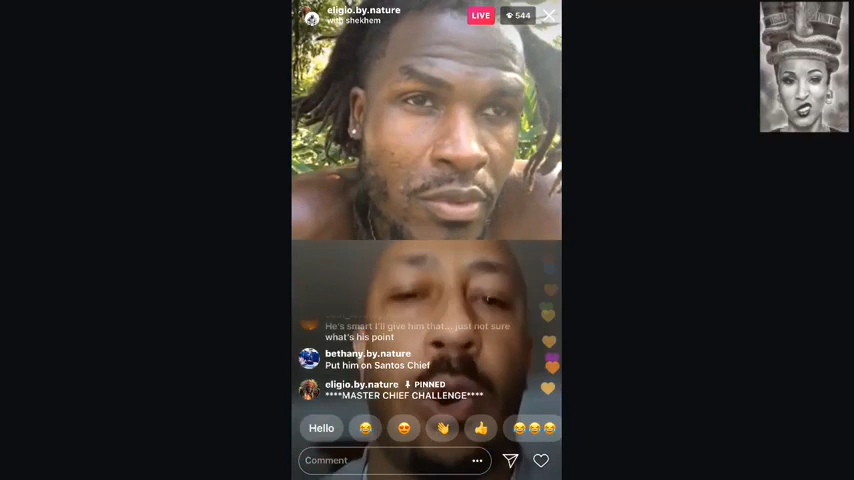 eligio.by.nature
with shekhem
LIVE
544
He's smart I'll give him that... just not sure
what's his point
bethany.by.nature
Put him on Santos Chief
eligio.by.nature PINNED
****MASTER CHIEF CHALLENGE****
Hello
Comment